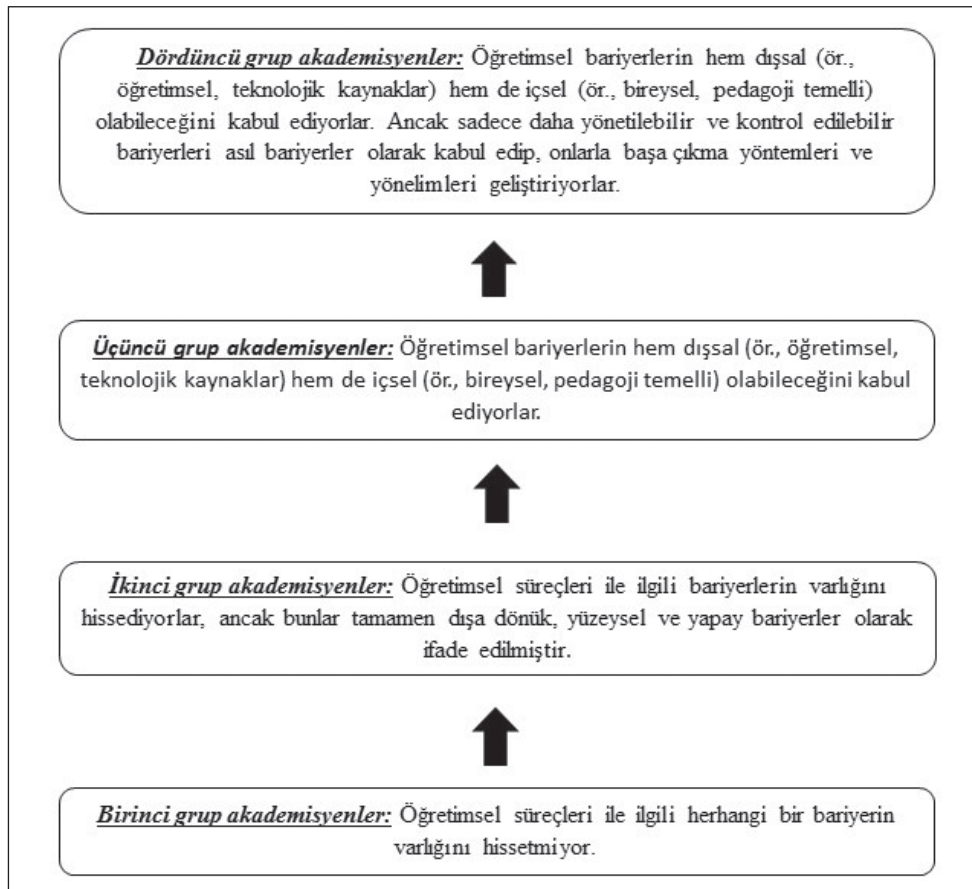 Dördüncü grup akademisyenler: Öğretimsel bariyerlerin hem dışsal (ör.,
öğretimsel, teknolojik kaynaklar) hem de içsel (ör., bireysel, pedagoji temelli)
olabileceğini kabul ediyorlar. Ancak sadece daha yönetilebilir ve kontrol edilebilir
bariyerleri asıl bariyerler olarak kabul edip, onlarla başa çıkma yöntemleri ve
yönelimleri geliştiriyorlar.
Üçüncü grup akademisyenler: Öğretimsel bariyerlerin hem dışsal (ör., öğretimsel,
teknolojik kaynaklar) hem de içsel (ör., bireysel, pedagoji temelli) olabileceğini kabul
ediyorlar.
İkinci grup akademisyenler: Öğretimsel süreçleri ile ilgili bariyerlerin varlığını
hissediyorlar, ancak bunlar tamamen dışa dönük, yüzeysel ve yapay bariyerler olarak
ifade edilmiştir.
Birinci grup akademisyenler: Öğretimsel süreçleri ile ilgili herhangi bir bariyerin
varlığını hissetmiyor.